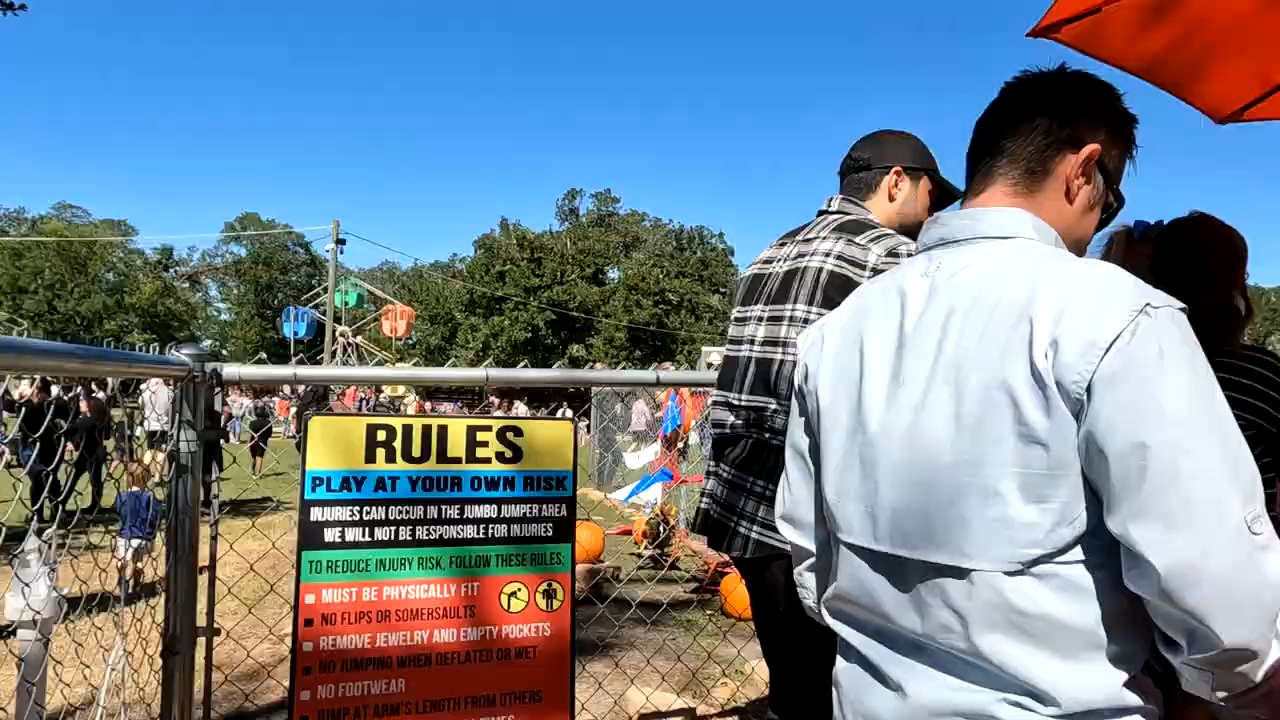 RULES
PLAY AT YOUR OWN RISK
INJURIES CAN OCCUR IN THE JUMBO JUMPER AREA
WE WILL NOT BE RESPONSIBLE FOR INJURIES
TO REDUCE INJURY RISK, FOLLOW THESE RULES:
MUST BE PHYSICALLY FIT
NO FLIPS OR SOMERSAULTS
REMOVE JEWELRY AND EMPTY POCKETS
NO JUMPING WHEN DEFLATED OR WET
NO FOOTWEAR
JUMP AT ARM'S LENGTH FROM OTHERS
TIMES